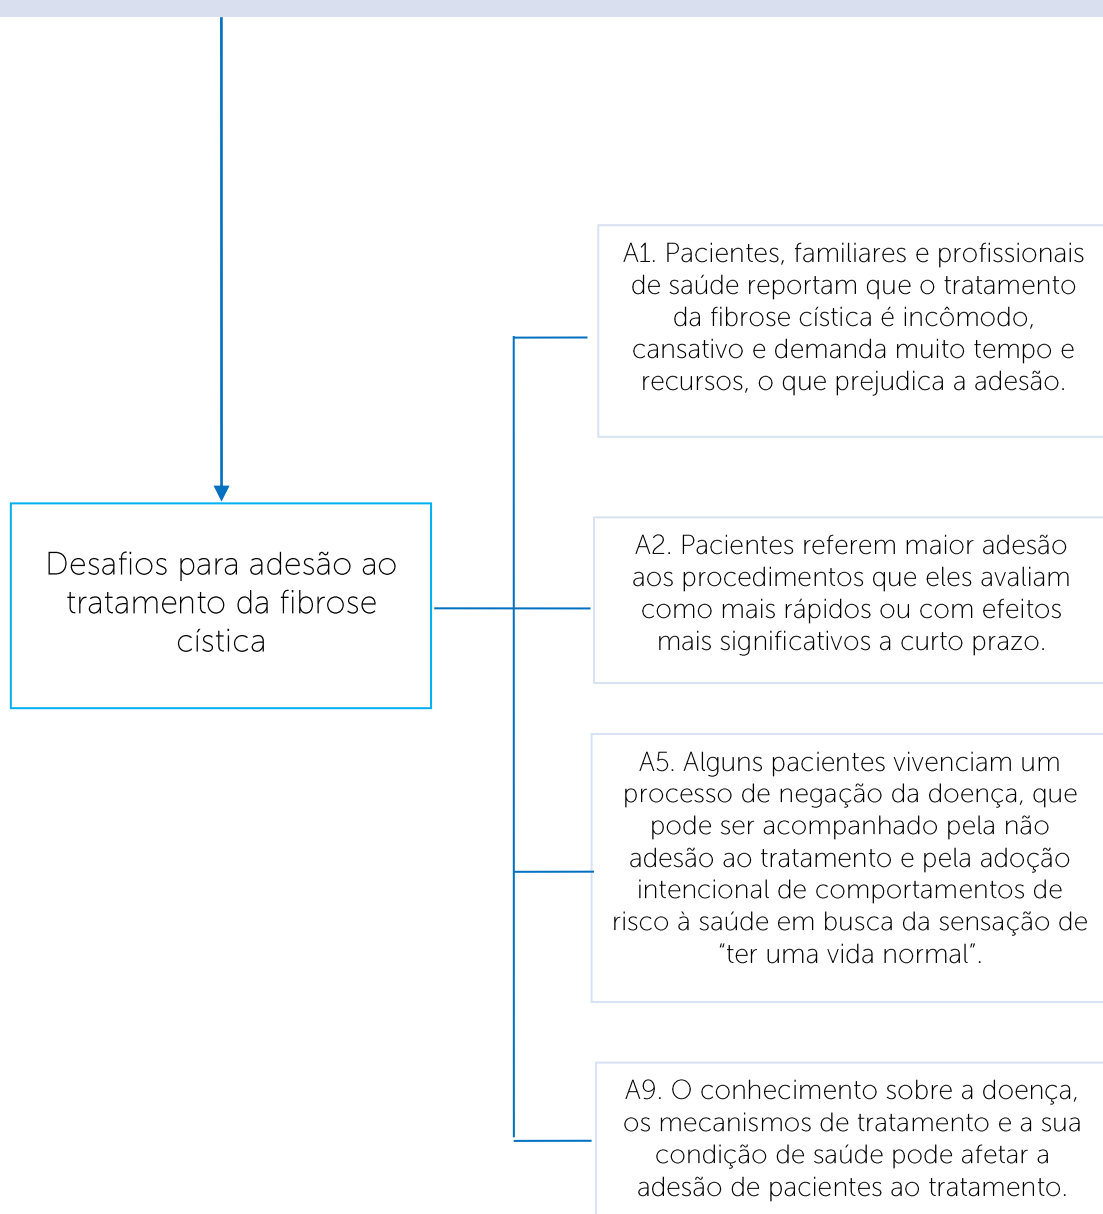 A1. Pacientes, familiares e profissionais
de saúde reportam que o tratamento
da fibrose cística é incômodo,
cansativo e demanda muito tempo e
recursos, o que prejudica a adesão.
Desafios para adesão ao
tratamento da fibrose
cística
A2. Pacientes referem maior adesão
aos procedimentos que eles avaliam
como mais rápidos ou com efeitos
mais significativos a curto prazo.
A5. Alguns pacientes vivenciam um
processo de negação da doença, que
pode ser acompanhado pela não
adesão ao tratamento e pela adoção
intencional de comportamentos de
risco à saúde em busca da sensação de
“ter uma vida normal”.
A9. O conhecimento sobre a doença,
os mecanismos de tratamento e a sua
condição de saúde pode afetar a
adesão de pacientes ao tratamento.